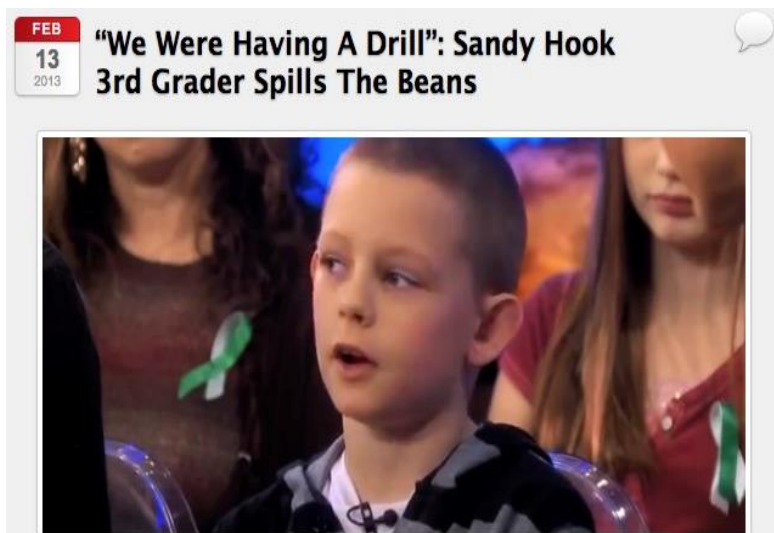 FEB
13
2013
“We Were Having A Drill”: Sandy Hook
3rd Grader Spills The Beans